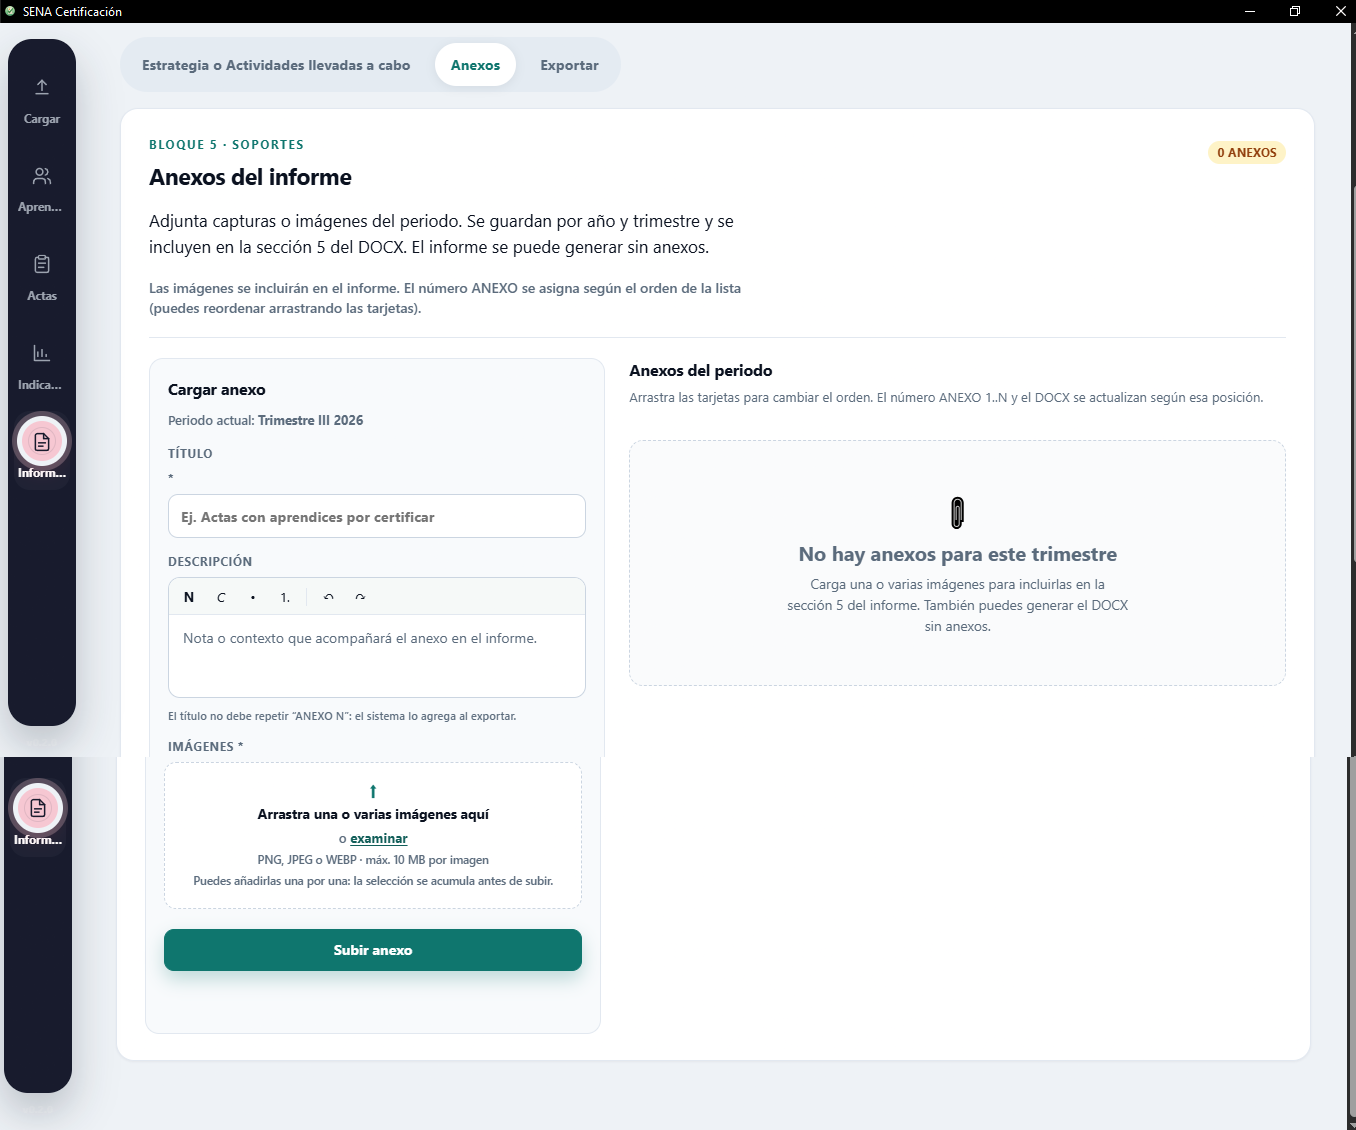 SENA Certificación
Cargar
Apren...
Actas
Indica...
Inform...
Estrategia o Actividades llevadas a cabo
Anexos
Exportar
BLOQUE 5 · SOPORTES
0 ANEXOS
Anexos del informe
Adjunta capturas o imágenes del periodo. Se guardan por año y trimestre y se
incluyen en la sección 5 del DOCX. El informe se puede generar sin anexos.
Las imágenes se incluirán en el informe. El número ANEXO se asigna según el orden de la lista
(puedes reordenar arrastrando las tarjetas).
Cargar anexo
Periodo actual: Trimestre III 2026
TÍTULO
*
Ej. Actas con aprendices por certificar
DESCRIPCIÓN
N C • 1.
Nota o contexto que acompañará el anexo en el informe.
El título no debe repetir “ANEXO N”: el sistema lo agrega al exportar.
IMÁGENES *
Arrastra una o varias imágenes aquí
o examinar
PNG, JPEG o WEBP · máx. 10 MB por imagen
Puedes añadirlas una por una: la selección se acumula antes de subir.
Subir anexo
Anexos del periodo
Arrastra las tarjetas para cambiar el orden. El número ANEXO 1..N y el DOCX se actualizan según esa posición.
No hay anexos para este trimestre
Carga una o varias imágenes para incluirlas en la
sección 5 del informe. También puedes generar el DOCX
sin anexos.
Inform...